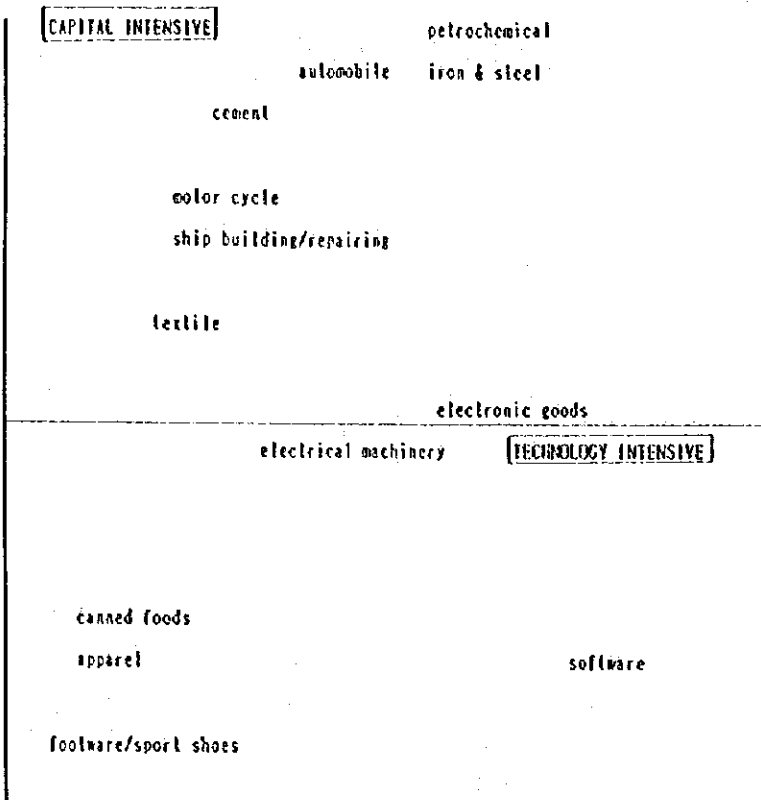 CAPITAL INTENSIVE
petrochemical
automobile iron & steel
cement
motor cycle
ship building/repairing
textile
electronic goods
electrical machinery TECHNOLOGY INTENSIVE
canned foods
apparel software
footware/sport shoes